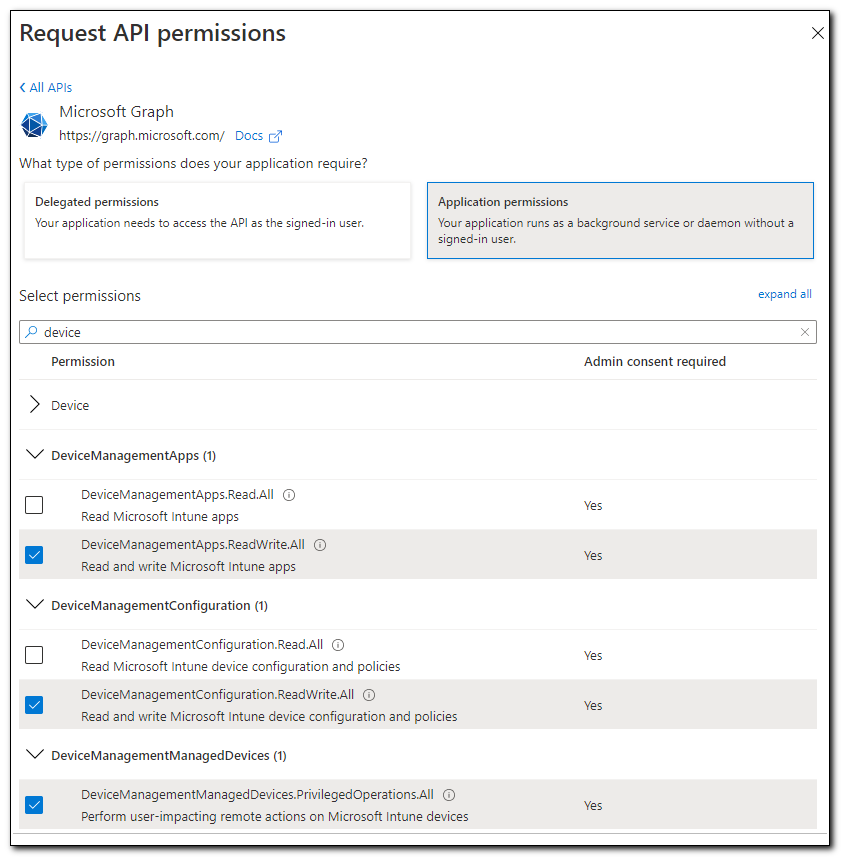 Request API permissions
All APIs
Microsoft Graph
https://graph.microsoft.com/ Docs
What type of permissions does your application require?
Delegated permissions
Your application needs to access the API as the signed-in user.
Application permissions
Your application runs as a background service or daemon without a
signed-in user.
Select permissions
expand all
device
Permission Admin consent required
Device
DeviceManagementApps (1)
DeviceManagementApps.Read.All
Read Microsoft Intune apps
Yes
DeviceManagementApps.ReadWrite.All
Read and write Microsoft Intune apps
Yes
DeviceManagementConfiguration (1)
DeviceManagementConfiguration.Read.All
Read Microsoft Intune device configuration and policies
Yes
DeviceManagementConfiguration.ReadWrite.All
Read and write Microsoft Intune device configuration and policies
Yes
DeviceManagementManagedDevices (1)
DeviceManagementManagedDevices.PrivilegedOperations.All
Perform user-impacting remote actions on Microsoft Intune devices
Yes